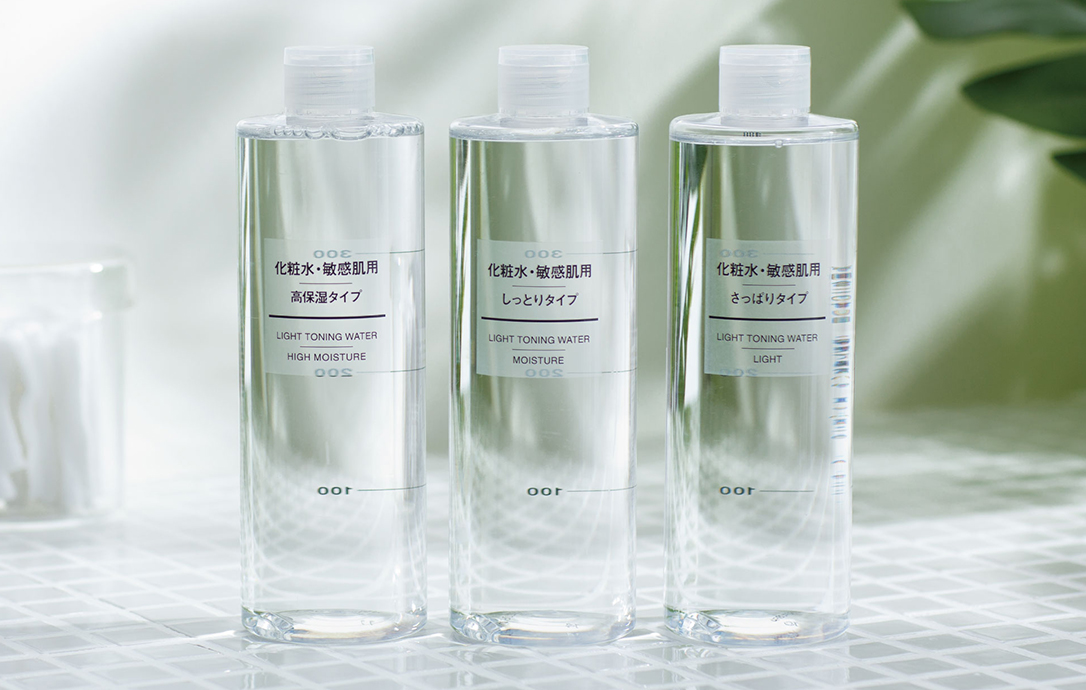 300
化粧水・敏感肌用
高保湿タイプ
LIGHT TONING WATER
HIGH MOISTURE
200
100
300
化粧水・敏感肌用
しっとりタイプ
LIGHT TONING WATER
MOISTURE
200
100
300
化粧水・敏感肌用
さっぱりタイプ
LIGHT TONING WATER
LIGHT
200
100